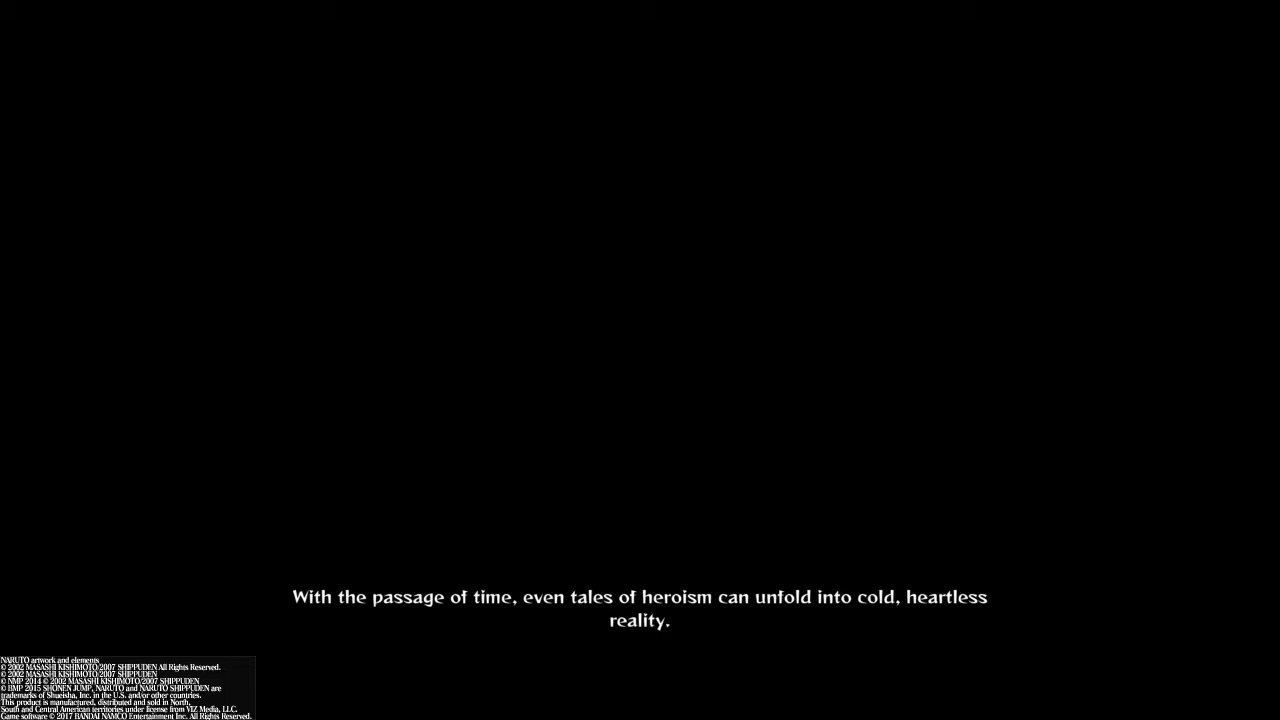 With the passage of time, even tales of heroism can unfold into cold, heartless
reality.
NARUTO artwork and elements
© 2002 MASASHI KISHIMOTO/2007 SHIPPUDEN All Rights Reserved.
© 2002 MASASHI KISHIMOTO/2007 SHIPPUDEN
© NMP 2014 © 2002 MASASHI KISHIMOTO/2007 SHIPPUDEN
© BMP 2015 SHONEN JUMP, NARUTO and NARUTO SHIPPUDEN are
trademarks of Shueisha, Inc. in the U.S. and/or other countries.
This product is manufactured, distributed and sold in North,
South and Central American territories under license from VIZ Media, LLC.
Game software © 2017 BANDAI NAMCO Entertainment Inc. All Rights Reserved.